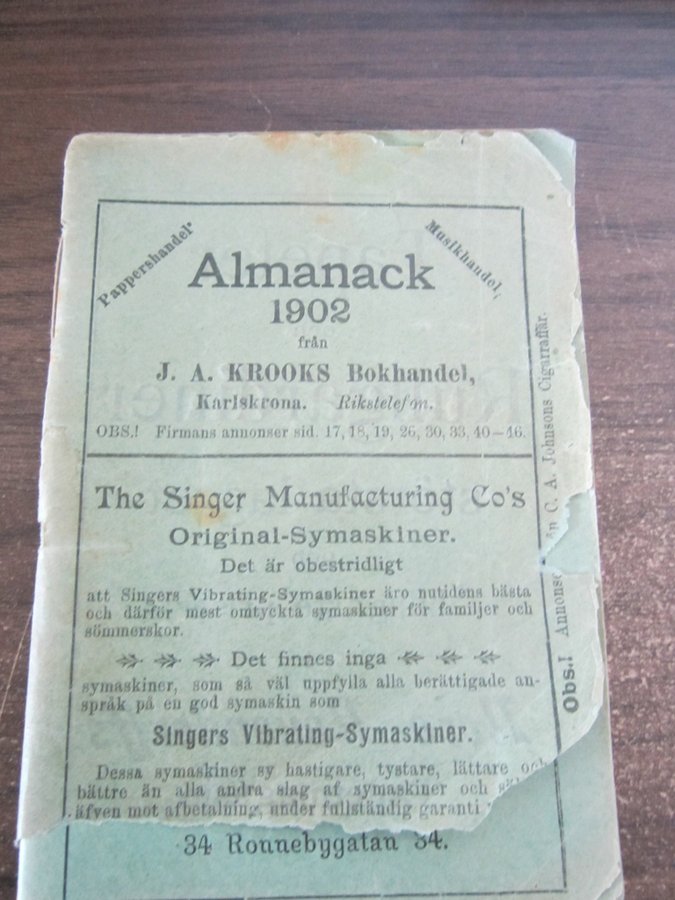 Pappershandel
Musikhandel,
Almanack
1902
från
J. A. KROOKS Bokhandel,
Karlskrona. Rikstelefon.
OBS.! Firmans annonser sid. 17, 18, 19, 26, 30, 33, 40–46.
The Singer Manufacturing Co's
Original-Symaskiner.
Det är obestridligt
att Singers Vibrating-Symaskiner äro nutidens bästa
och därför mest omtyckta symaskiner för familjer och
sömmerskor.
Det finnes inga
symaskiner, som så väl uppfylla alla berättigade an-
språk på en god symaskin som
Singers Vibrating-Symaskiner.
Dessa symaskiner sy hastigare, tystare, lättare och
bättre än alla andra slag af symaskiner och
äfven mot afbetalning, under fullständig garanti
34 Ronnebygatan 34.
Obs.! Annonse C. A. Johnsons Cigarraffär.